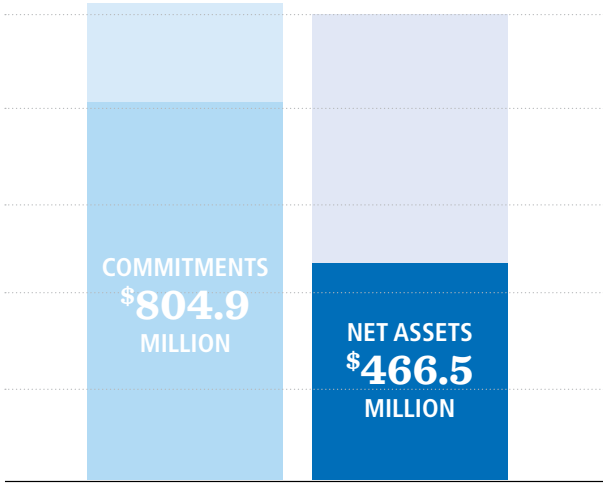 COMMITMENTS
$804.9
MILLION
NET ASSETS
$466.5
MILLION